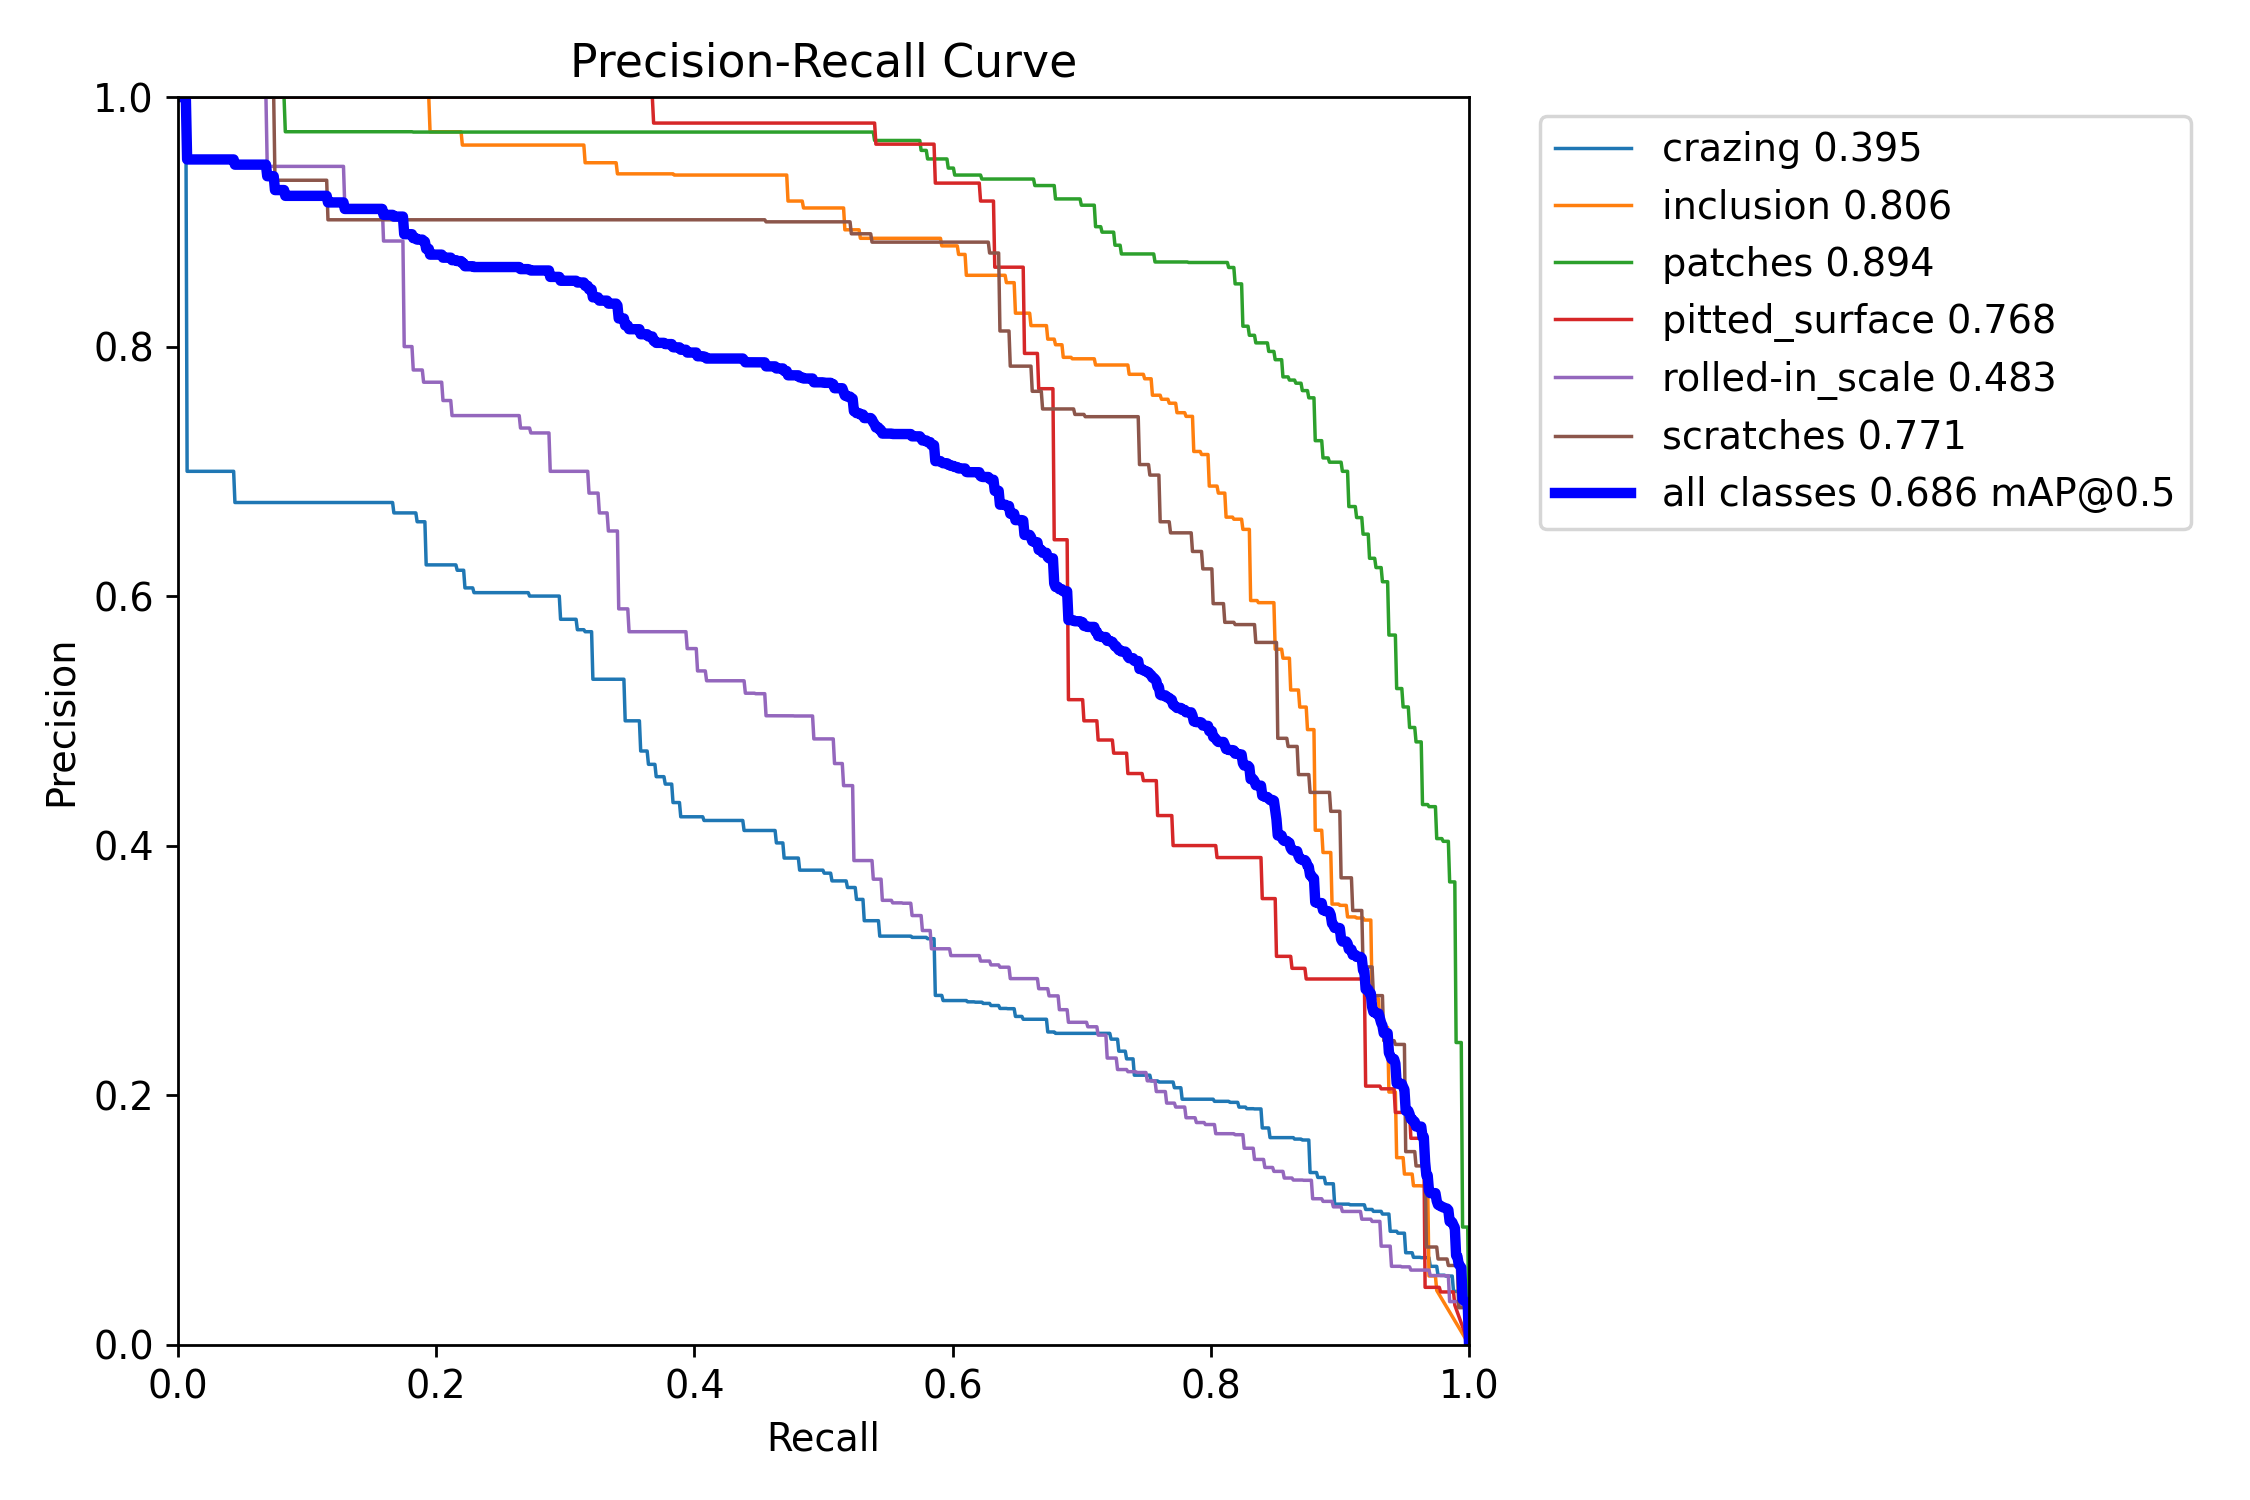 Precision-Recall Curve
1.0
0.8
0.6
0.4
0.2
0.0
Precision
0.0 0.2 0.4 0.6 0.8 1.0
Recall
crazing 0.395
inclusion 0.806
patches 0.894
pitted_surface 0.768
rolled-in_scale 0.483
scratches 0.771
all classes 0.686 mAP@0.5